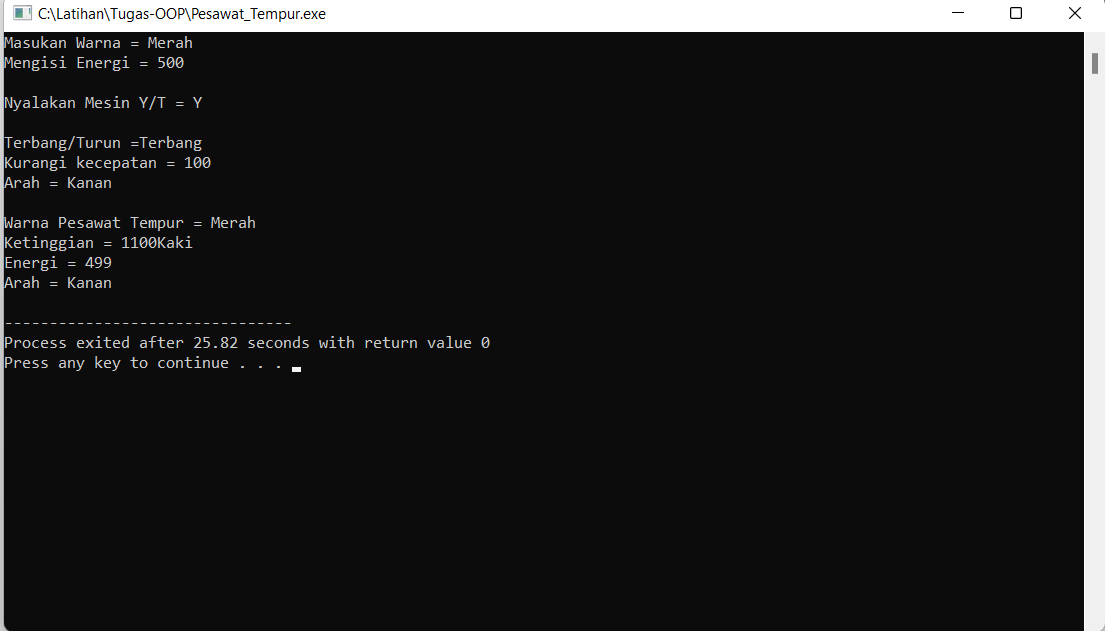 C:\Latihan\Tugas-OOP\Pesawat_Tempur.exe
Masukan Warna = Merah
Mengisi Energi = 500
Nyalakan Mesin Y/T = Y
Terbang/Turun =Terbang
Kurangi kecepatan = 100
Arah = Kanan
Warna Pesawat Tempur = Merah
Ketinggian = 1100Kaki
Energi = 499
Arah = Kanan
--------------------------------
Process exited after 25.82 seconds with return value 0
Press any key to continue . . .